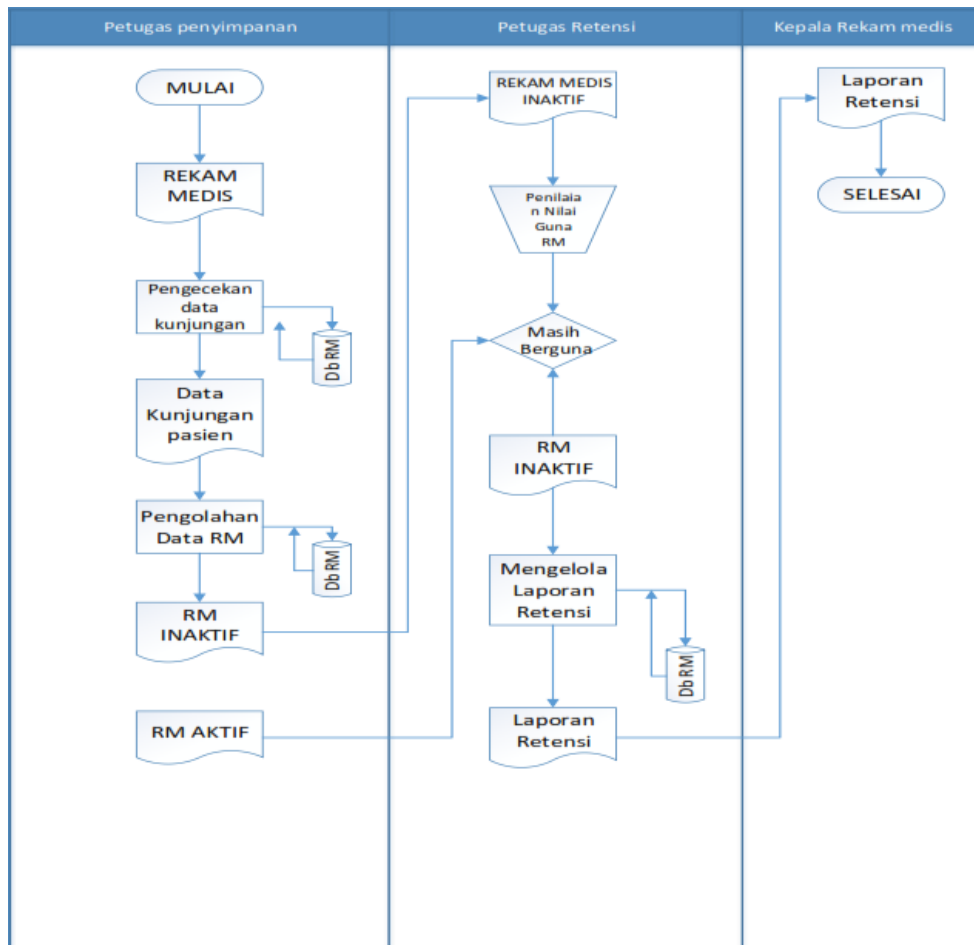 Petugas penyimpanan
Petugas Retensi
Kepala Rekam medis
MULAI
REKAM
MEDIS
Pengecekan
data
kunjungan
Db RM
Data
Kunjungan
pasien
Pengolahan
Data RM
Db RM
RM
INAKTIF
RM AKTIF
REKAM MEDIS
INAKTIF
Penilaia
n Nilai
Guna
RM
Masih
Berguna
RM
INAKTIF
Mengelola
Laporan
Retensi
Db RM
Laporan
Retensi
Laporan
Retensi
SELESAI